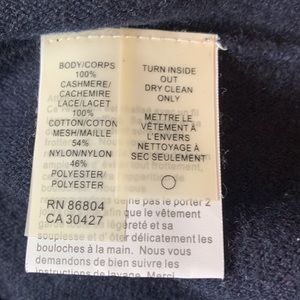 BODY/CORPS
100%
CASHMERE/
CACHEMIRE
LACE/LACET
100%
COTTON/COTON
MESH/MAILLE
54%
NYLON/NYLON
46%
POLYESTER/
POLYESTER
RN 86804
CA 30427
TURN INSIDE
OUT
DRY CLEAN
ONLY
METTRE LE
VÊTEMENT À
L'ENVERS
NETTOYAGE À
SEC SEULEMENT
ne pas le porter 2
fin que le vêtement
légèreté et sa
souplesse et d' ôter délicatement les
bouloches à la main. Nous vous
demandons de bien suivre les
instructions de lavage. Merci